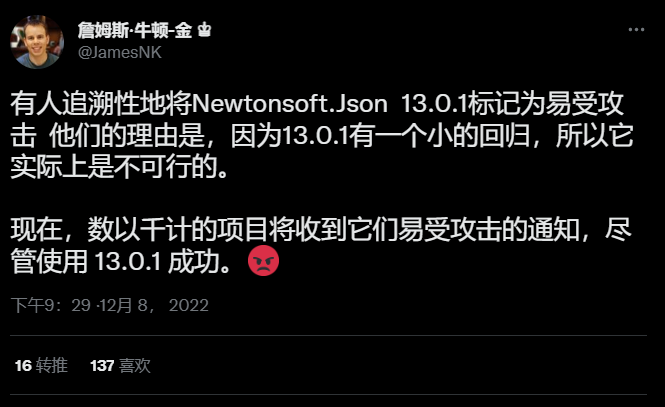 詹姆斯·牛顿-金
@JamesNK
有人追溯性地将Newtonsoft.Json 13.0.1标记为易受攻
击 他们的理由是，因为13.0.1有一个小的回归，所以它
实际上是不可行的。
现在，数以千计的项目将收到它们易受攻击的通知，尽
管使用 13.0.1 成功。
下午9：29 ·12月 8， 2022
16 转推 137 喜欢